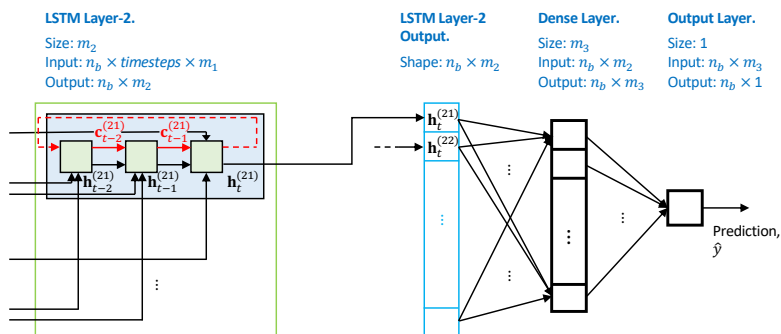 LSTM Layer-2.
Size: m₂
Input: n_b × timesteps × m₁
Output: n_b × m₂
LSTM Layer-2
Output.
Shape: n_b × m₂
Dense Layer.
Size: m₃
Input: n_b × m₂
Output: n_b × m₃
Output Layer.
Size: 1
Input: n_b × m₃
Output: n_b × 1
c_{t−2}^{(21)} c_{t−1}^{(21)}
h_{t−2}^{(21)} h_{t−1}^{(21)} h_t^{(21)}
...
h_t^{(21)}
h_t^{(22)}
...
...
...
...
...
Prediction,
ŷ